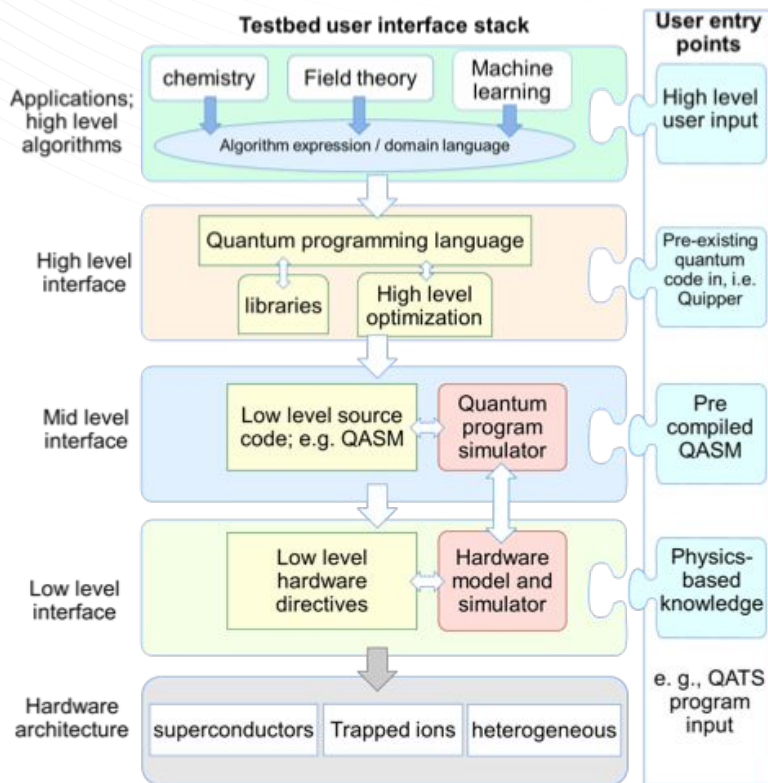 Testbed user interface stack
User entry
points
Applications;
high level
algorithms
chemistry
Field theory
Machine
learning
Algorithm expression / domain language
High level
user input
High level
interface
Quantum programming language
libraries
High level
optimization
Pre-existing
quantum
code in, i.e.
Quipper
Mid level
interface
Low level source
code; e.g. QASM
Quantum
program
simulator
Pre
compiled
QASM
Low level
interface
Low level
hardware
directives
Hardware
model and
simulator
Physics-
based
knowledge
Hardware
architecture
superconductors
Trapped ions
heterogeneous
e. g., QATS
program
input